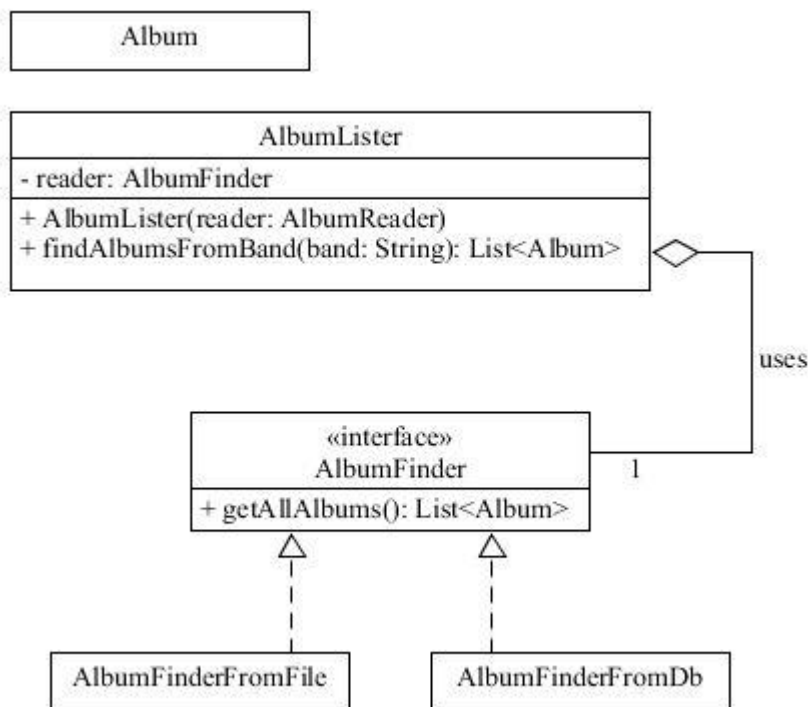 Album
AlbumLister
- reader: AlbumFinder
+ AlbumLister(reader: AlbumReader)
+ findAlbumsFromBand(band: String): List<Album>
uses
«interface»
AlbumFinder
1
+ getAllAlbums(): List<Album>
AlbumFinderFromFile
AlbumFinderFromDb